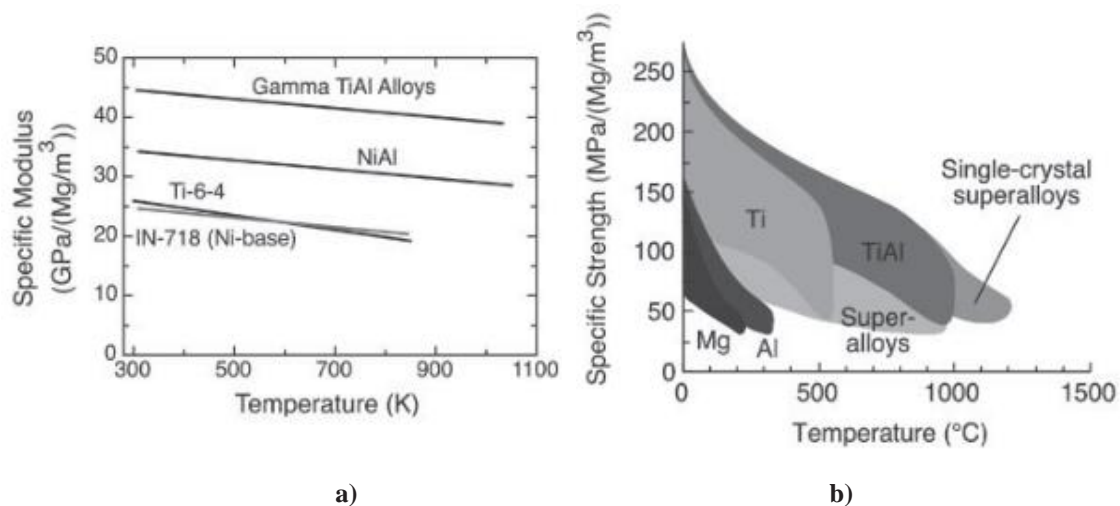 Specific Modulus
(GPa/(Mg/m³))
50
40
30
20
10
0
Gamma TiAl Alloys
NiAl
Ti-6-4
IN-718 (Ni-base)
300
500
700
900
1100
Temperature (K)
a)
Specific Strength (MPa/(Mg/m³))
250
200
150
100
50
0
Single-crystal
superalloys
Ti
TiAl
Super-
alloys
Mg
Al
0
500
1000
1500
Temperature (°C)
b)